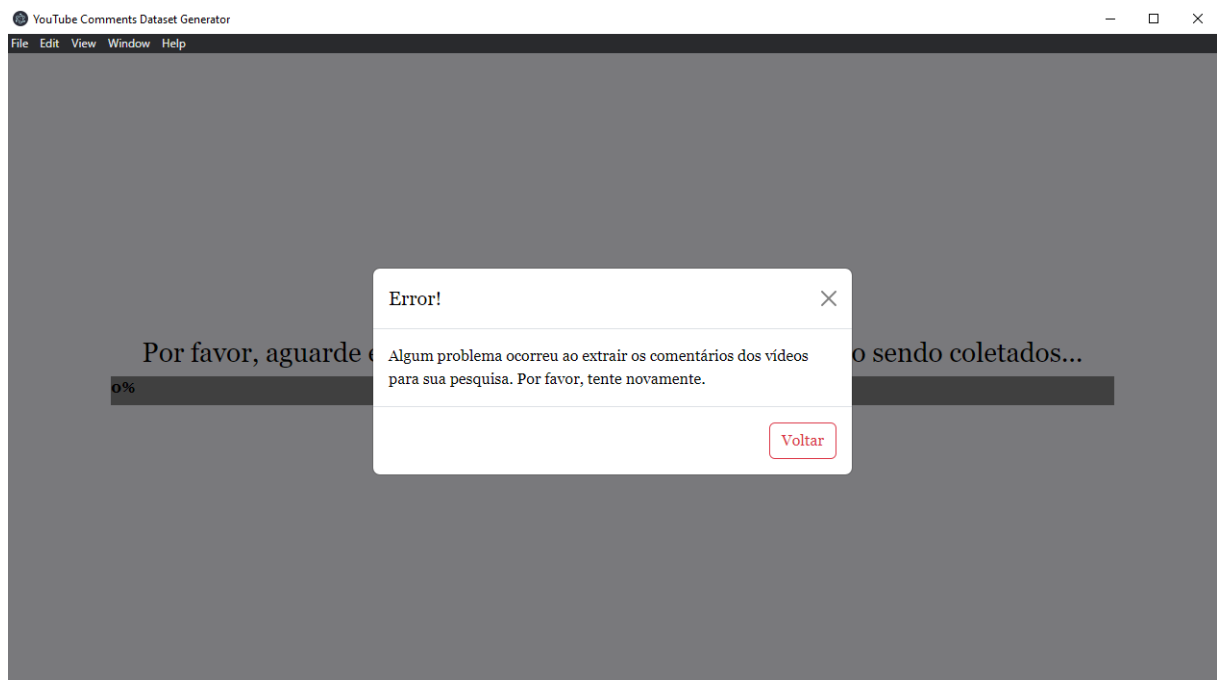 YouTube Comments Dataset Generator
File Edit View Window Help
Error!
Por favor, aguarde
o sendo coletados...
Algum problema ocorreu ao extrair os comentários dos vídeos
para sua pesquisa. Por favor, tente novamente.
0%
Voltar